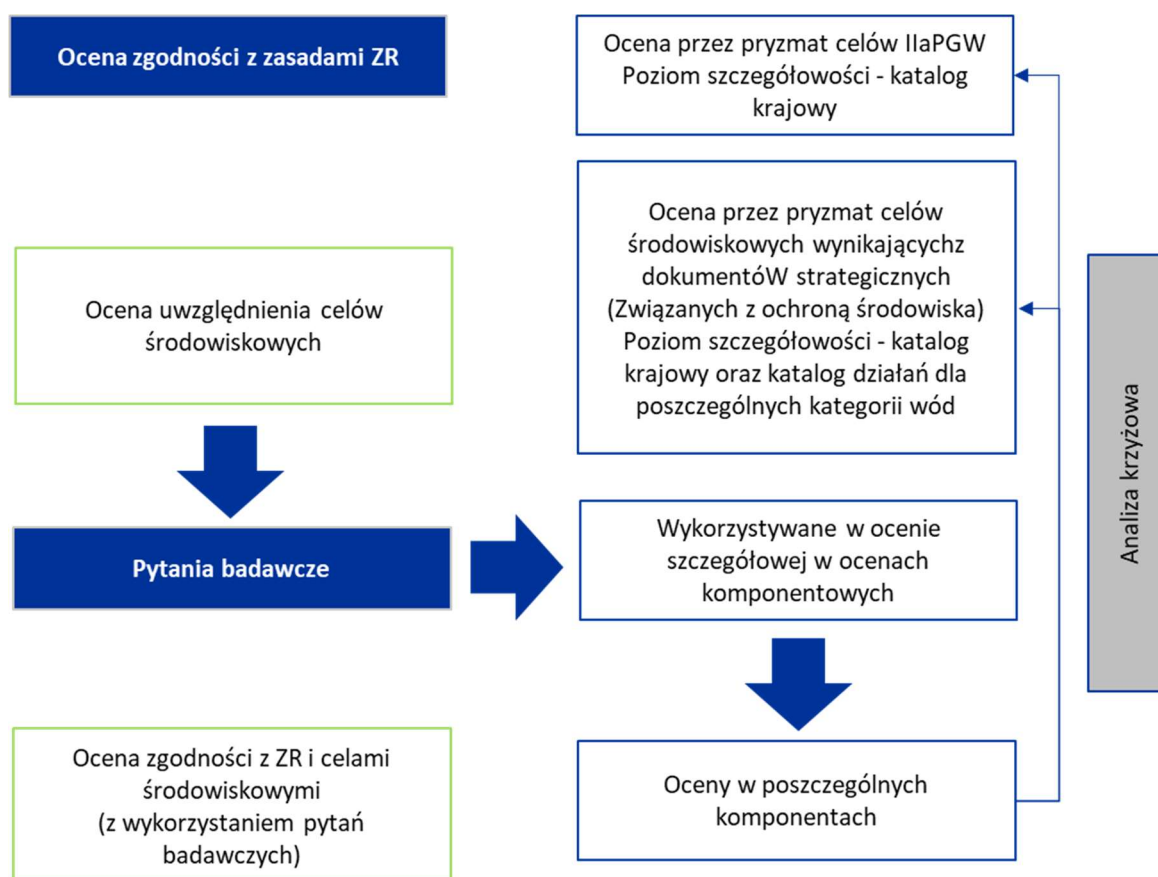 Ocena zgodności z zasadami ZR
Ocena przez pryzmat celów IIaPGW
Poziom szczegółowości - katalog
krajowy
Ocena przez pryzmat celów
środowiskowych wynikającychz
dokumentóW strategicznych
(Związanych z ochroną środowiska)
Poziom szczegółowości - katalog
krajowy oraz katalog działań dla
poszczególnych kategorii wód
Ocena uwzględnienia celów
środowiskowych
Analiza krzyżowa
Pytania badawcze
Wykorzystywane w ocenie
szczegółowej w ocenach
komponentowych
Ocena zgodności z ZR i celami
środowiskowymi
(z wykorzystaniem pytań
badawczych)
Oceny w poszczególnych
komponentach